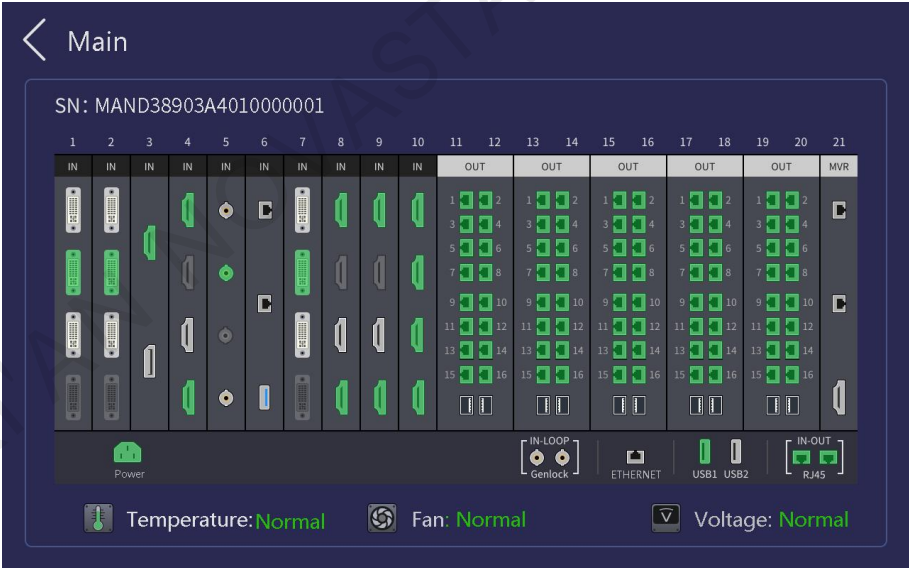 Main
SN: MAND38903A4010000001
1 2 3 4 5 6 7 8 9 10 11 12 13 14 15 16 17 18 19 20 21
IN IN IN IN IN IN IN IN IN IN OUT OUT OUT OUT OUT MVR
1 2 1 2 1 2 1 2 1 2
3 4 3 4 3 4 3 4 3 4
5 6 5 6 5 6 5 6 5 6
7 8 7 8 7 8 7 8 7 8
9 10 9 10 9 10 9 10 9 10
11 12 11 12 11 12 11 12 11 12
13 14 13 14 13 14 13 14 13 14
15 16 15 16 15 16 15 16 15 16
IN-LOOP IN-OUT
Power Genlock ETHERNET USB1 USB2 RJ45
Temperature:Normal Fan: Normal V Voltage: Normal